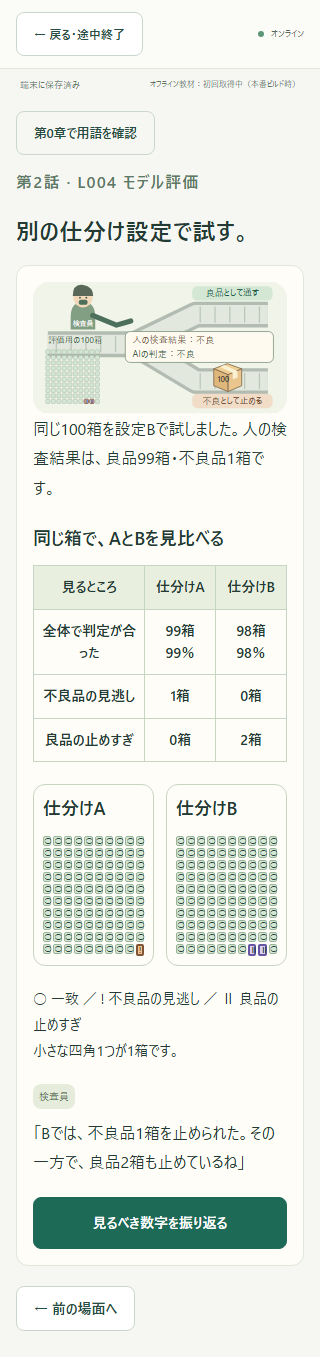 ← 戻る・途中終了
オンライン
端末に保存済み
オフライン教材：初回取得中（本番ビルド時）
第0章で用語を確認
第2話 · L004 モデル評価
別の仕分け設定で試す。
検査員
評価用の100箱
良品として通す
人の検査結果：不良
AIの判定：不良
100
不良として止める
同じ100箱を設定Bで試しました。人の検
査結果は、良品99箱・不良品1箱で
す。
同じ箱で、AとBを見比べる
見るところ 仕分けA 仕分けB
全体で判定が合
った
99箱
99%
98箱
98%
不良品の見逃し 1箱 0箱
良品の止めすぎ 0箱 2箱
仕分けA
仕分けB
○ 一致 ／ ! 不良品の見逃し ／ II 良品の
止めすぎ
小さな四角1つが1箱です。
検査員
「Bでは、不良品1箱を止められた。その
一方で、良品2箱も止めているね」
見るべき数字を振り返る
← 前の場面へ